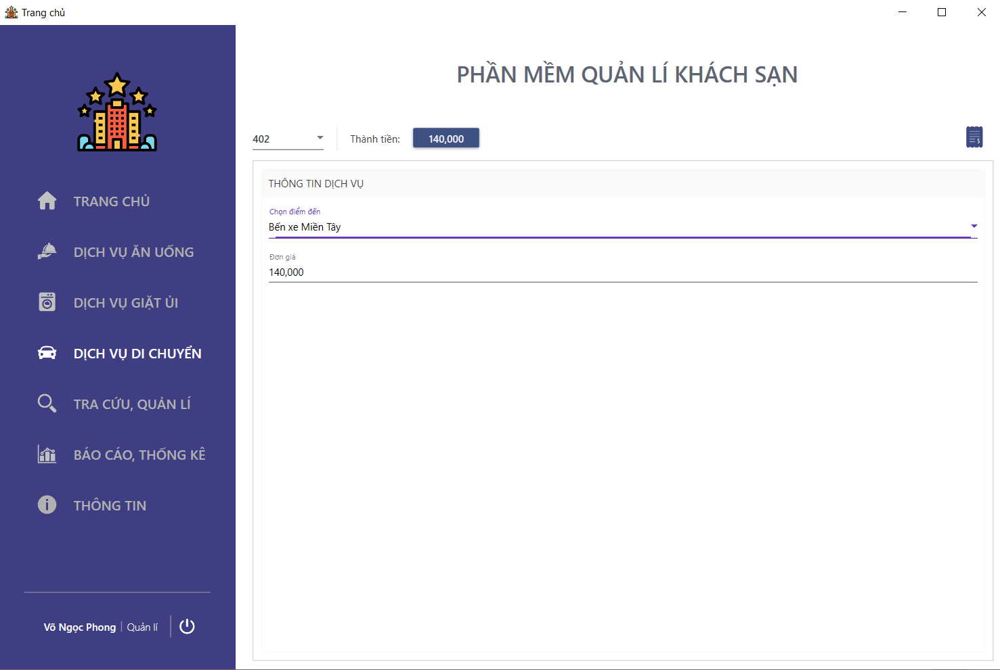 Trang chủ
PHẦN MỀM QUẢN LÍ KHÁCH SẠN
402
Thành tiền:
140,000
THÔNG TIN DỊCH VỤ
Chọn điểm đến
Bến xe Miền Tây
Đơn giá
140,000
TRANG CHỦ
DỊCH VỤ ĂN UỐNG
DỊCH VỤ GIẶT ỦI
DỊCH VỤ DI CHUYỂN
TRA CỨU, QUẢN LÍ
BÁO CÁO, THỐNG KÊ
THÔNG TIN
Võ Ngọc Phong | Quản lí